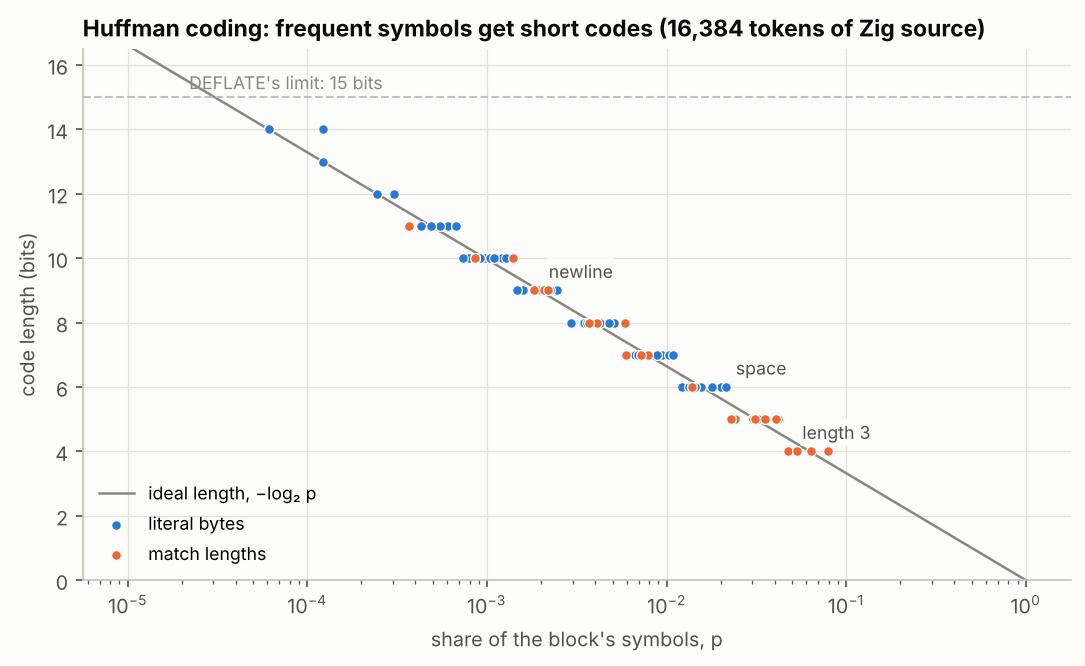 Huffman coding: frequent symbols get short codes (16,384 tokens of Zig source)
16
DEFLATE's limit: 15 bits
14
12
10
newline
8
space
6
length 3
4
ideal length, −log₂ p
2
literal bytes
match lengths
0
10⁻⁵ 10⁻⁴ 10⁻³ 10⁻² 10⁻¹ 10⁰
code length (bits)
share of the block's symbols, p